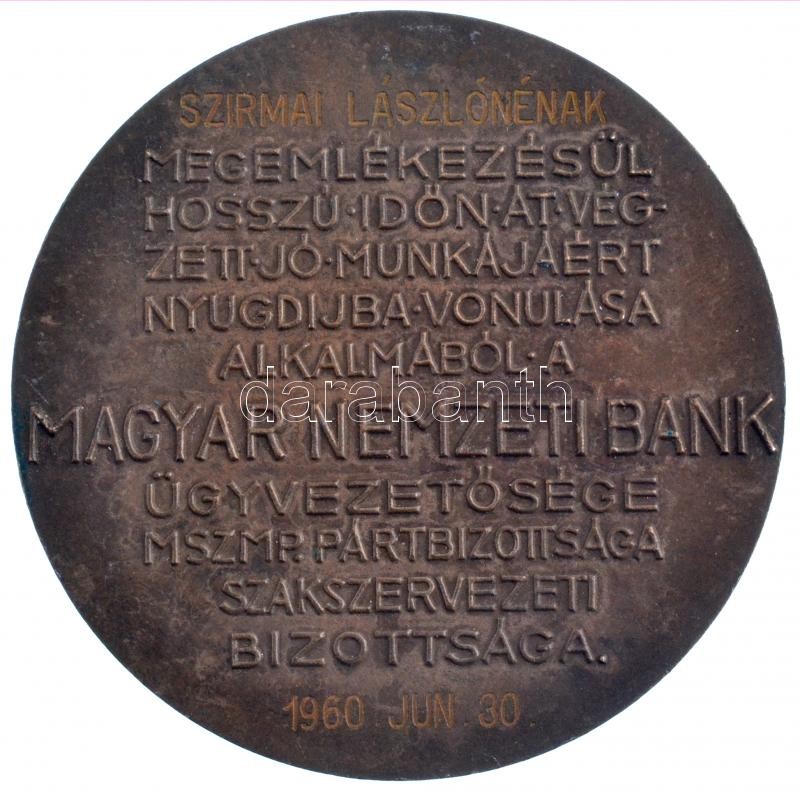 SZIRMAI LÁSZLÓNÉNAK
MEGEMLÉKEZÉSÜL
HOSSZÚ·IDŐN·ÁT·VÉG-
ZETT·JÓ·MUNKÁJÁÉRT
NYUGDIJBA·VONULÁSA
ALKALMÁBÓL·A
darabanth
MAGYAR NEMZETI BANK
ÜGYVEZETŐSÉGE
MSZMP. PÁRTBIZOTTSÁGA
SZAKSZERVEZETI
BIZOTTSÁGA.
1960 JUN. 30.